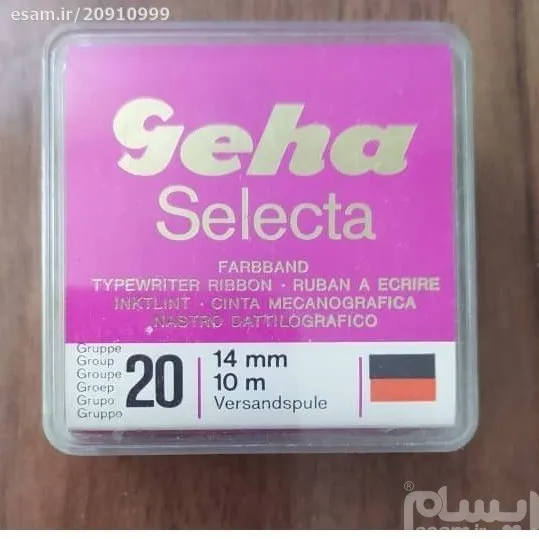 esam.ir/20910999
Geha
Selecta
FARBBAND
TYPEWRITER RIBBON · RUBAN A ECRIRE
INKTLINT · CINTA MECANOGRAFICA
NASTRO DATTILOGRAFICO
Gruppe
Group
Groupe
Groep
Grupo
Gruppo
20
14 mm
10 m
Versandspule
ایسام
esam.ir